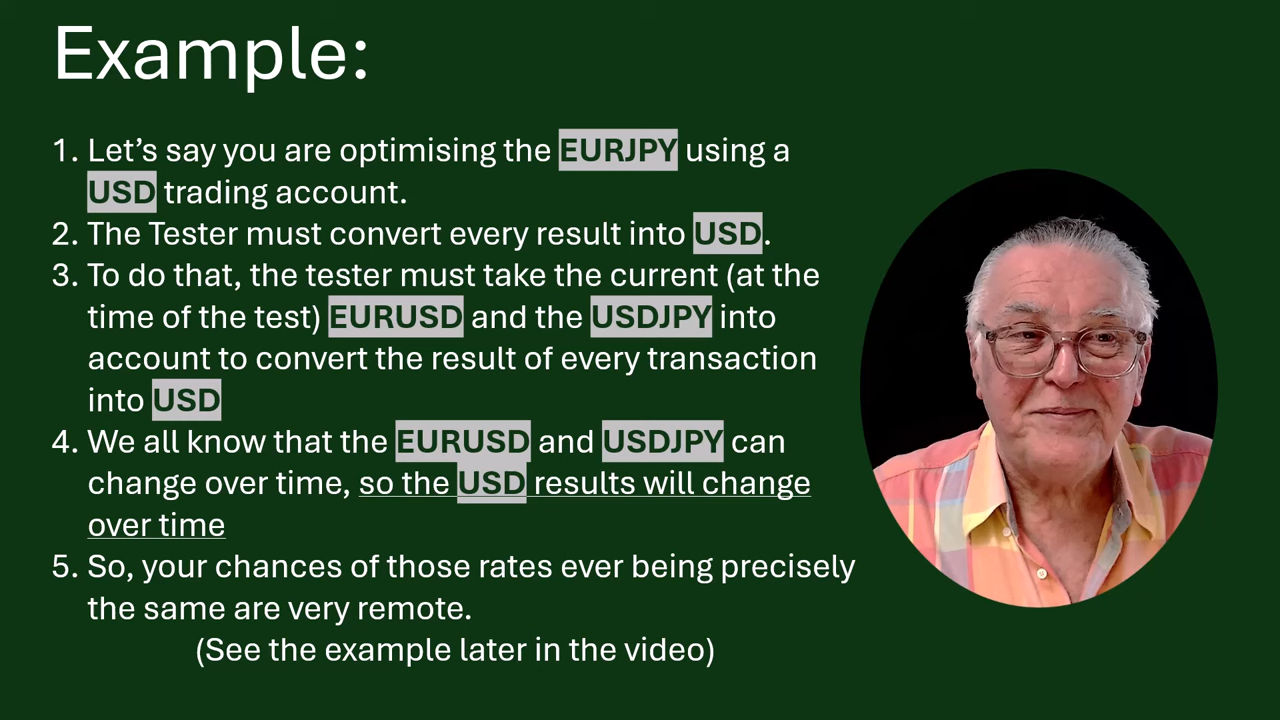 Example:
1. Let’s say you are optimising the EURJPY using a
USD trading account.
2. The Tester must convert every result into USD.
3. To do that, the tester must take the current (at the
time of the test) EURUSD and the USDJPY into
account to convert the result of every transaction
into USD
4. We all know that the EURUSD and USDJPY can
change over time, so the USD results will change
over time
5. So, your chances of those rates ever being precisely
the same are very remote.
(See the example later in the video)